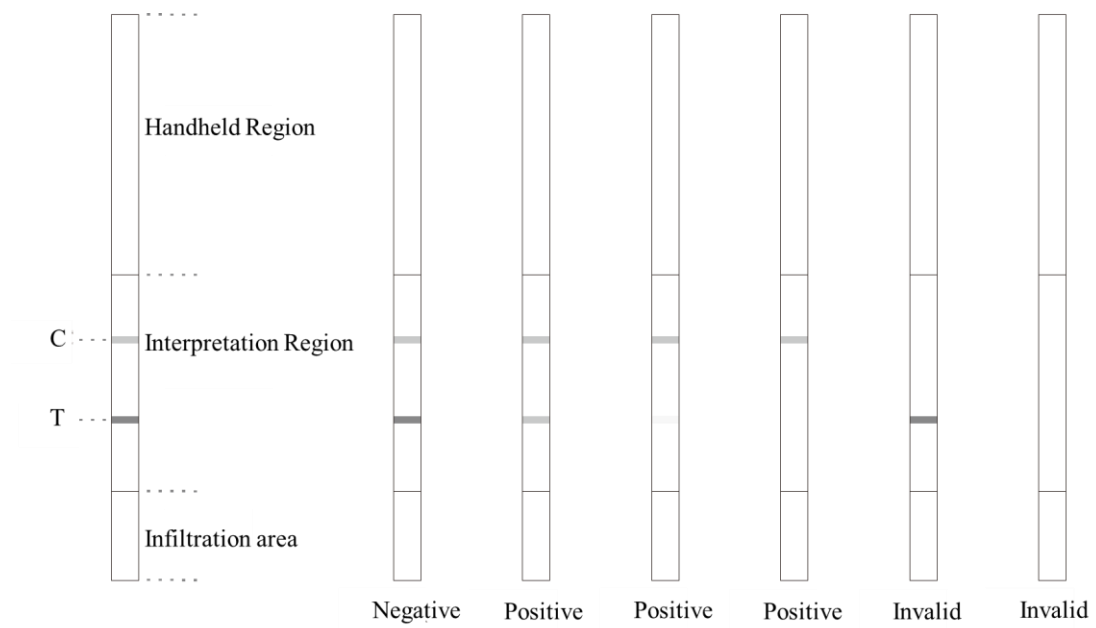 Handheld Region
C
Interpretation Region
T
Infiltration area
Negative
Positive
Positive
Positive
Invalid
Invalid